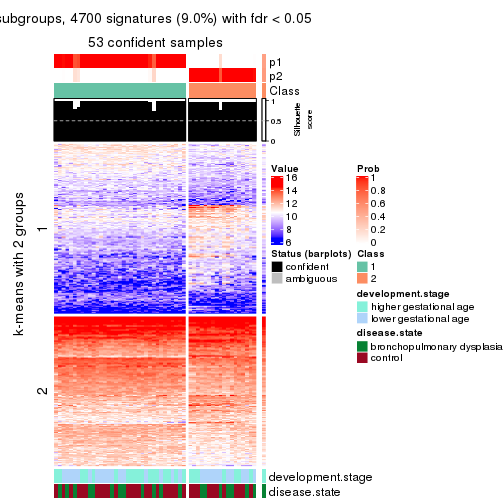 subgroups, 4700 signatures (9.0%) with fdr < 0.05
53 confident samples
p1
p2
Class
1
0.5
0
Silhouette
score
k-means with 2 groups
1
2
Value
16
14
12
10
8
6
Prob
1
0.8
0.6
0.4
0.2
0
Status (barplots)
confident
ambiguous
Class
1
2
development.stage
higher gestational age
lower gestational age
disease.state
bronchopulmonary dysplasia
control
development.stage
disease.state